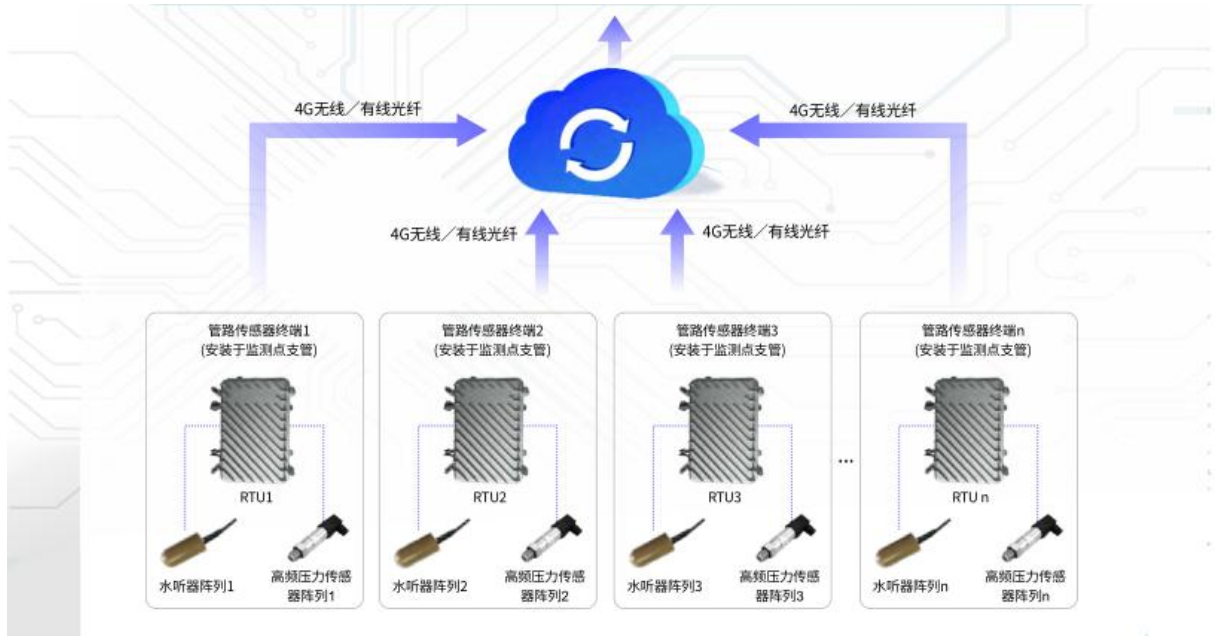 4G无线／有线光纤
4G无线／有线光纤
4G无线／有线光纤
4G无线／有线光纤
管路传感器终端1
(安装于监测点支管)
RTU1
水听器阵列1
高频压力传感
器阵列1
管路传感器终端2
(安装于监测点支管)
RTU2
水听器阵列2
高频压力传感
器阵列2
管路传感器终端3
(安装于监测点支管)
RTU3
水听器阵列3
高频压力传感
器阵列3
...
管路传感器终端n
(安装于监测点支管)
RTU n
水听器阵列n
高频压力传感
器阵列n